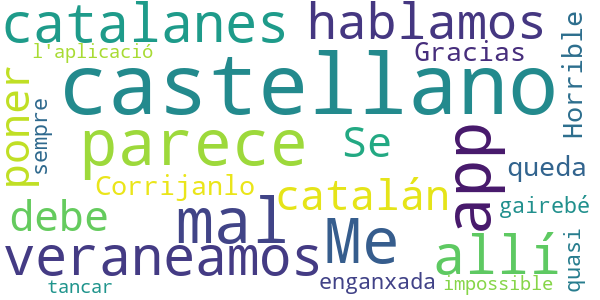 catalanes hablamos
l'aplicació Gracias Horrible
castellano
poner sempre parece Se app queda
Corrijanlo catalán gairebé
debe mal Me allí quasi
veraneamos enganxada impossible
tancar